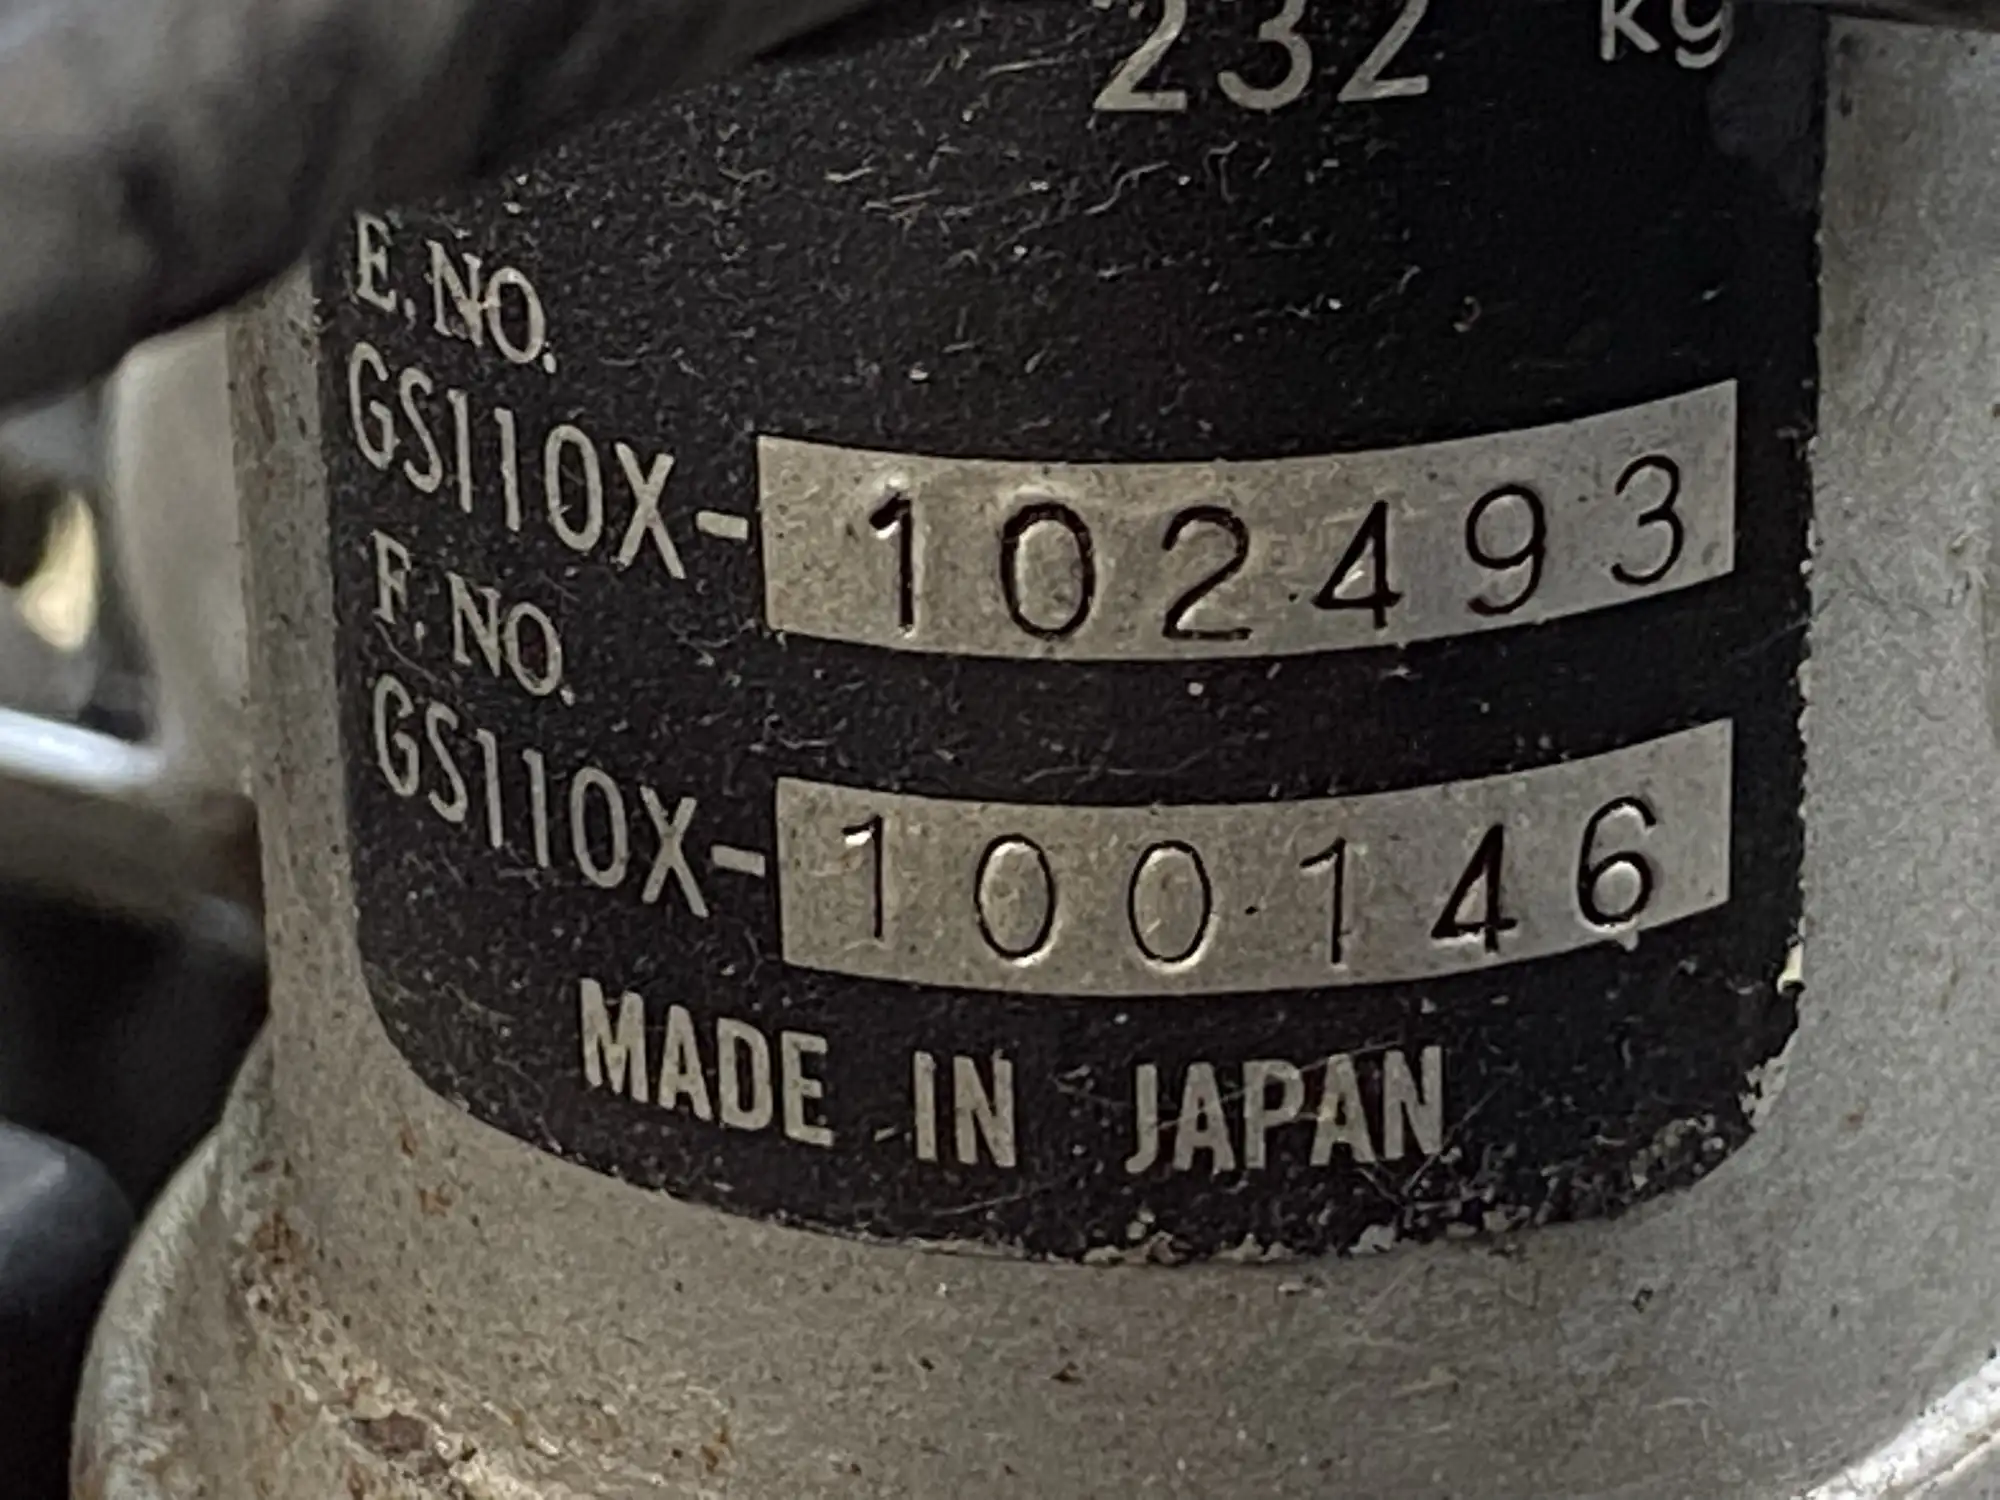 232 kg
E.NO.
GS110X-102493
F.NO.
GS110X-100146
MADE IN JAPAN